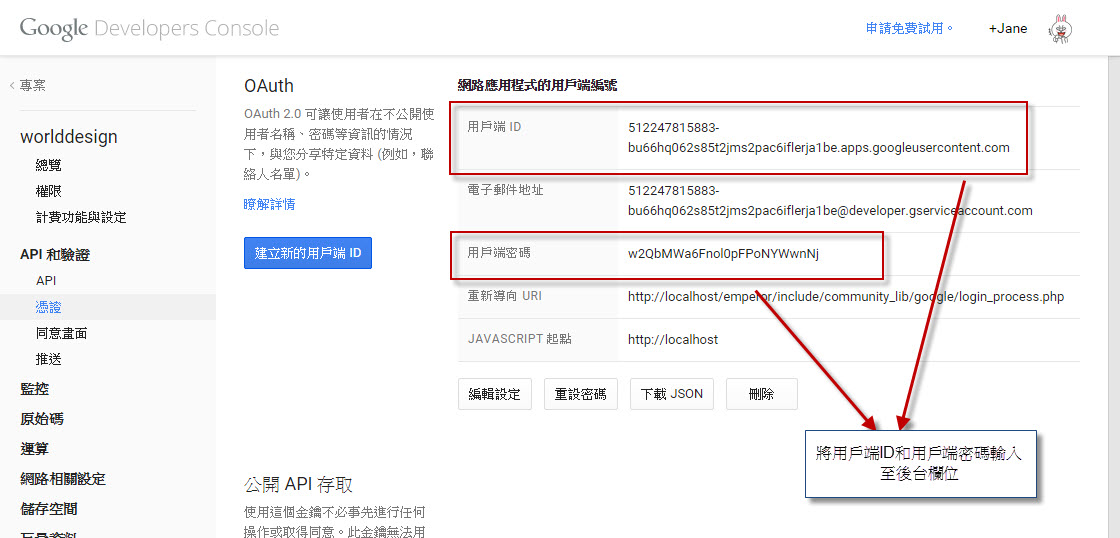 Google Developers Console
申請免費試用。
+Jane
< 專案
worlddesign
總覽
權限
計費功能與設定
API 和驗證
API
憑證
同意畫面
推送
監控
原始碼
運算
網路相關設定
儲存空間
巨量資料
OAuth
OAuth 2.0 可讓使用者在不公開使
用者名稱、密碼等資訊的情況
下，與您分享特定資料 (例如，聯
絡人名單)。
瞭解詳情
建立新的用戶端 ID
網路應用程式的用戶端編號
用戶端 ID
512247815883-
bu66hq062s85t2jms2pac6iflerja1be.apps.googleusercontent.com
電子郵件地址
512247815883-
bu66hq062s85t2jms2pac6iflerja1be@developer.gserviceaccount.com
用戶端密碼
w2QbMWa6Fnol0pFPoNYWwnNj
重新導向 URI
http://localhost/emperor/include/community_lib/google/login_process.php
JAVASCRIPT 起點
http://localhost
編輯設定
重設密碼
下載 JSON
刪除
將用戶端ID和用戶端密碼輸入
至後台欄位
公開 API 存取
使用這個金鑰不必事先進行任何
操作或取得同意。此金鑰無法用